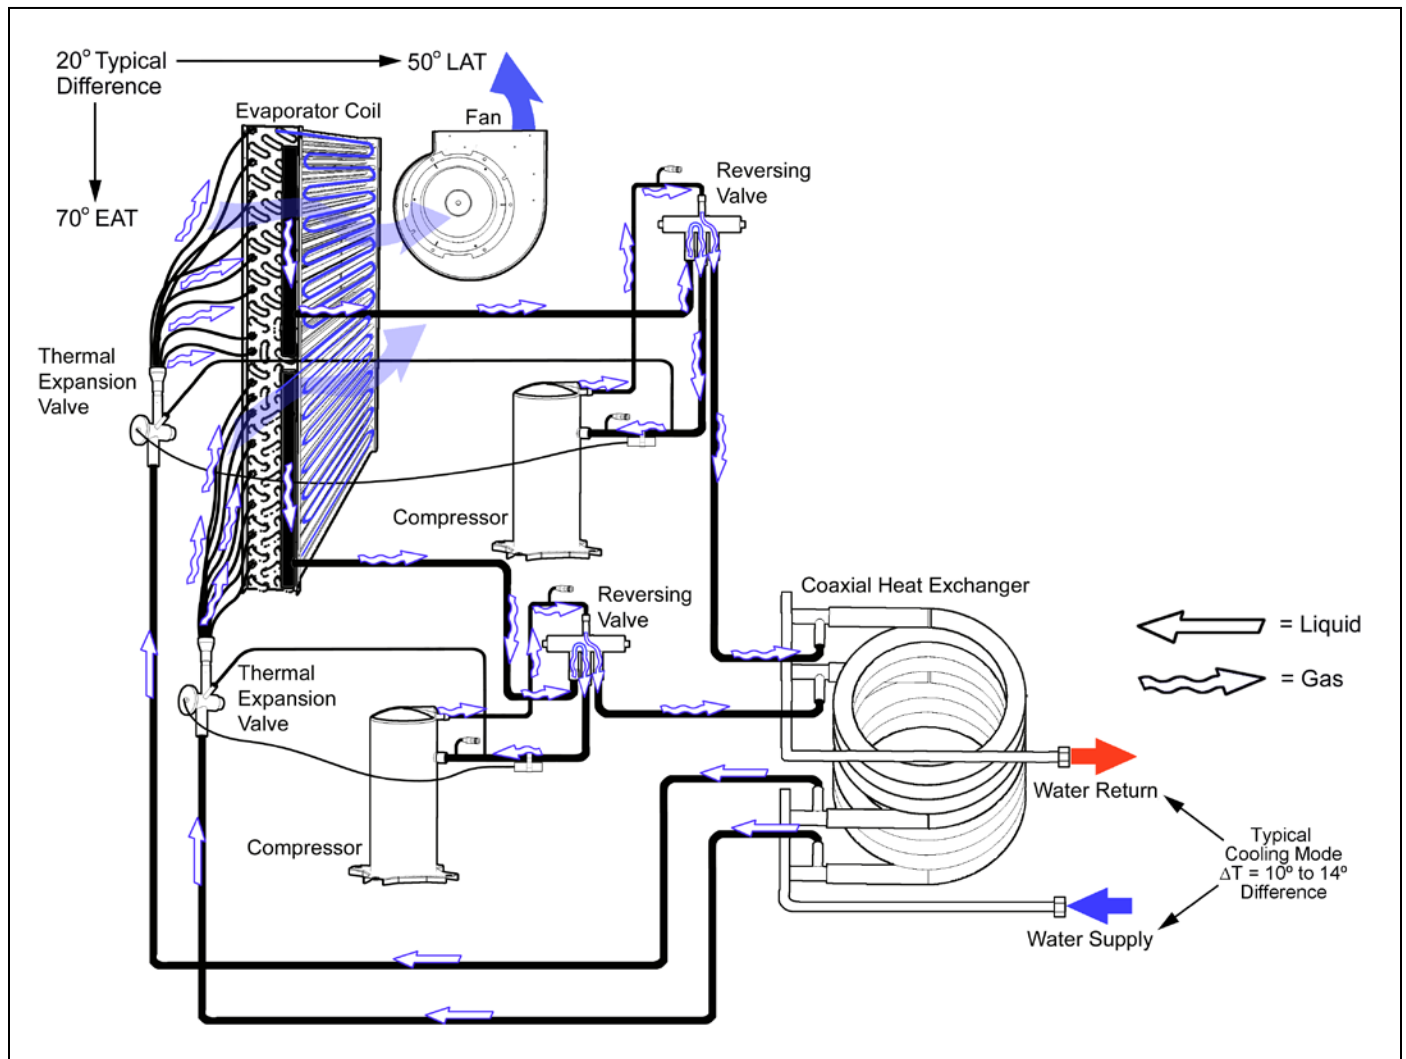 20° Typical
Difference
50° LAT
Evaporator Coil
Fan
Reversing
Valve
70° EAT
Thermal
Expansion
Valve
Compressor
Coaxial Heat Exchanger
Reversing
Valve
= Liquid
= Gas
Thermal
Expansion
Valve
Water Return
Compressor
Typical
Cooling Mode
ΔT = 10º to 14º
Difference
Water Supply